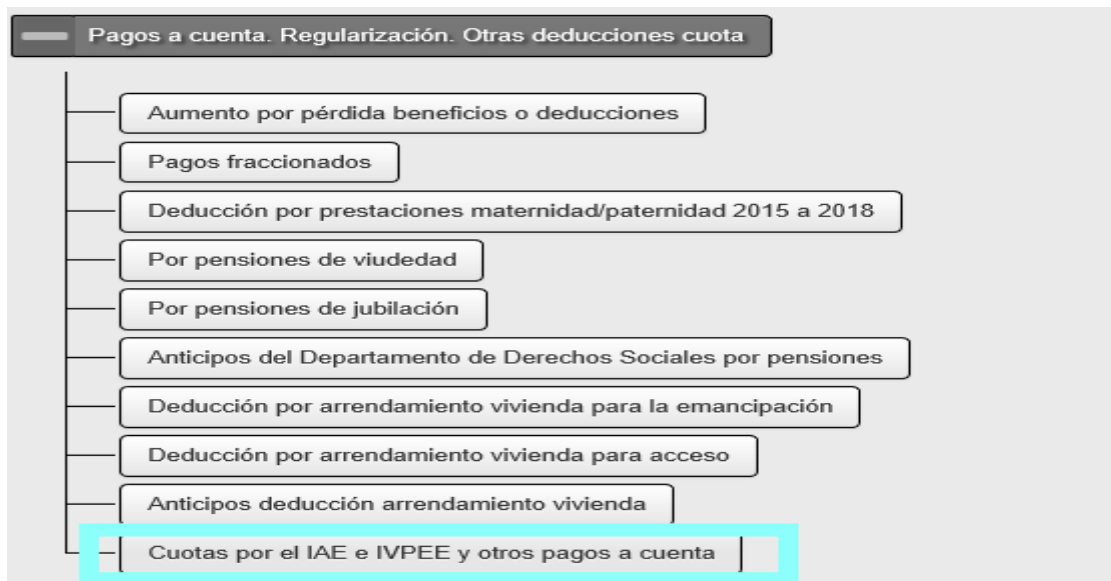 Pagos a cuenta. Regularización. Otras deducciones cuota
Aumento por pérdida beneficios o deducciones
Pagos fraccionados
Deducción por prestaciones maternidad/paternidad 2015 a 2018
Por pensiones de viudedad
Por pensiones de jubilación
Anticipos del Departamento de Derechos Sociales por pensiones
Deducción por arrendamiento vivienda para la emancipación
Deducción por arrendamiento vivienda para acceso
Anticipos deducción arrendamiento vivienda
Cuotas por el IAE e IVPEE y otros pagos a cuenta